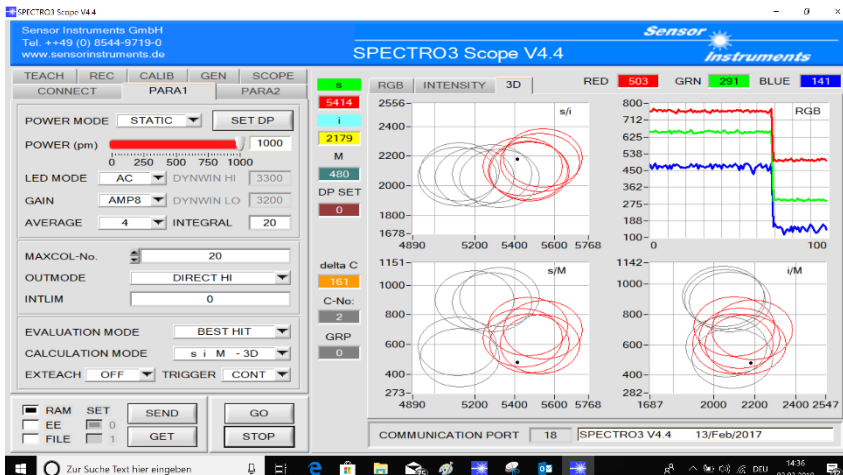 SPECTRO3 Scope V4.4
Sensor Instruments GmbH
Tel. ++49 (0) 8544-9719-0
www.sensorinstruments.de
SPECTRO3 Scope V4.4
Sensor
Instruments
TEACH REC CALIB GEN SCOPE
CONNECT PARA1 PARA2
POWER MODE STATIC SET DP
POWER (pm) 1000
0 250 500 750 1000
LED MODE AC DYNWIN HI 3300
GAIN AMP8 DYNWIN LO 3200
AVERAGE 4 INTEGRAL 20
MAXCOL-No. 20
OUTMODE DIRECT HI
INTLIM 0
EVALUATION MODE BEST HIT
CALCULATION MODE s i M - 3D
EXTEACH OFF TRIGGER CONT
RAM SET SEND GO
EE 0
FILE 1 GET STOP
s
5414
i
2179
M
480
DP SET
0
delta C
161
C-No:
2
GRP
0
RGB INTENSITY 3D RED 503 GRN 291 BLUE 141
s/i
2556
2400
2200
2000
1800
1678
4890 5200 5400 5600 5768
RGB
800
712
625
538
450
362
275
188
100
0 100
s/M
1151
1000
800
600
400
273
4890 5200 5400 5600 5768
i/M
1142
1000
800
600
400
282
1687 2000 2200 2400 2547
COMMUNICATION PORT 18 SPECTRO3 V4.4 13/Feb/2017
Zur Suche Text hier eingeben
DEU 14:36